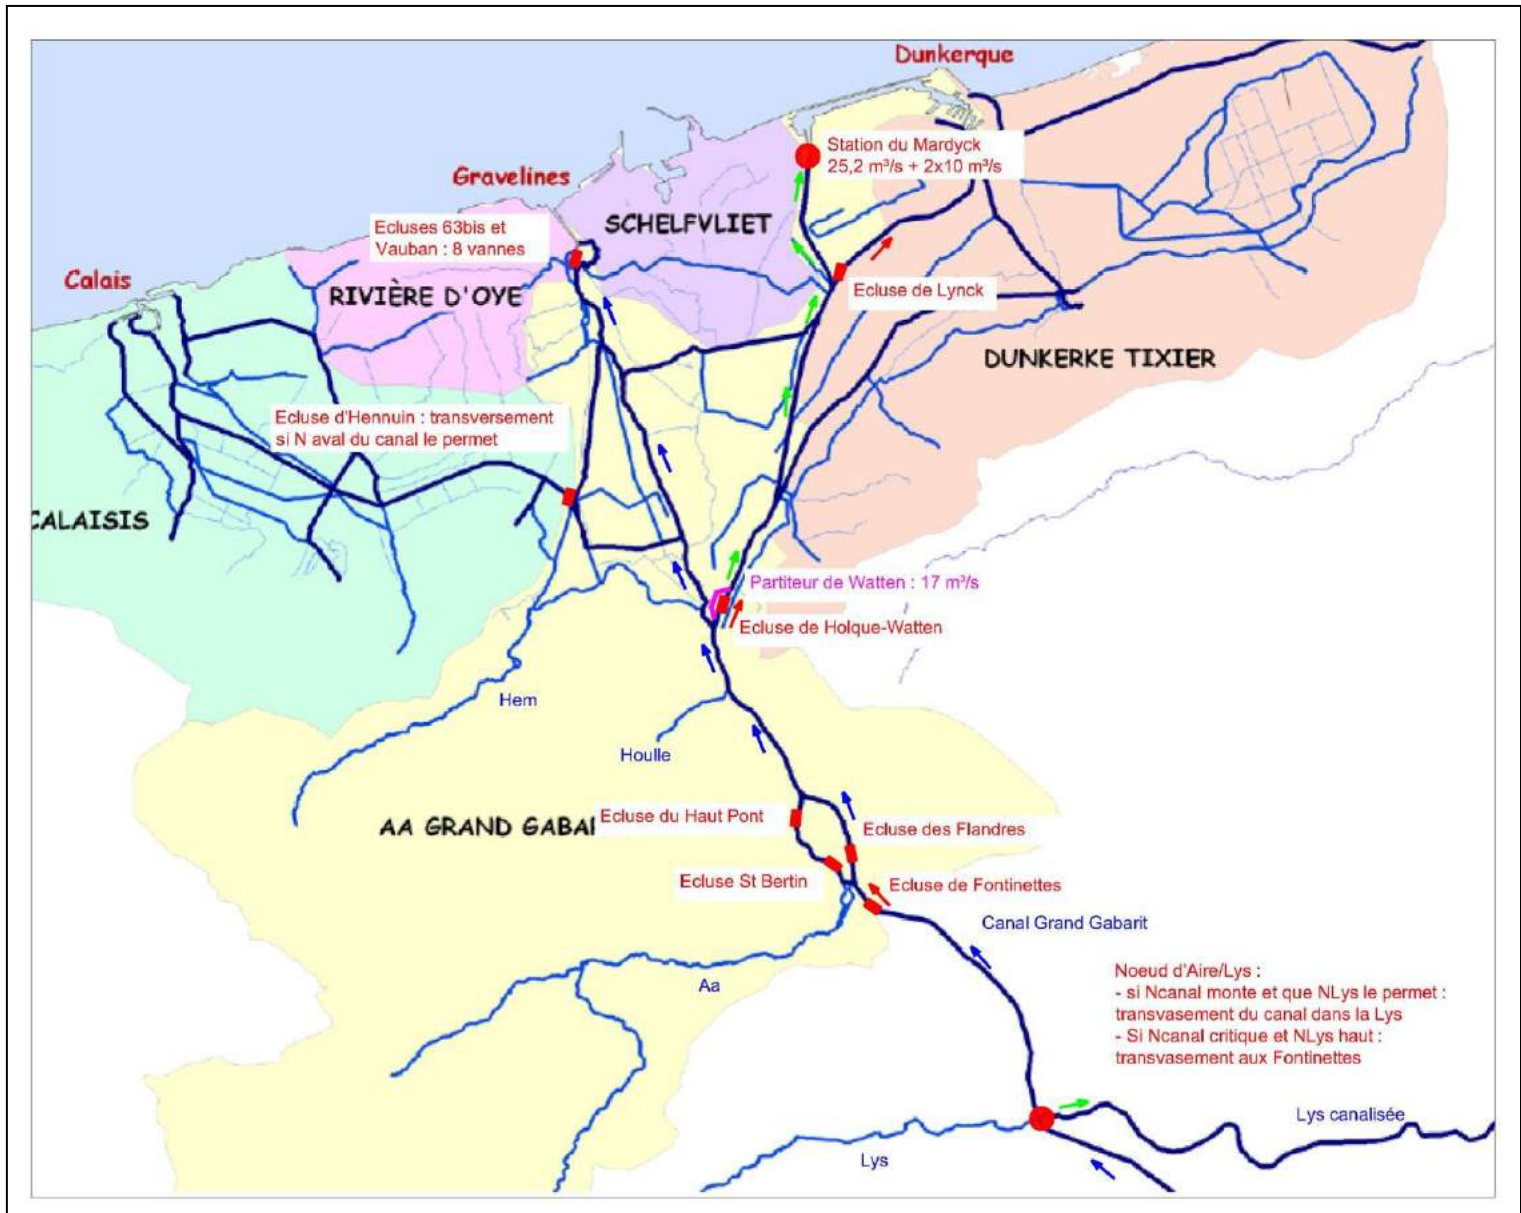 Dunkerque
Station du Mardyck
25,2 m³/s + 2x10 m³/s
Gravelines
Ecluses 63bis et
Vauban : 8 vannes
SCHELFVLIET
Calais
RIVIÈRE D'OYE
Ecluse de Lynck
DUNKERKE TIXIER
Ecluse d'Hennuin : transversement
si N aval du canal le permet
CALAISIS
Partiteur de Watten : 17 m³/s
Ecluse de Holque-Watten
Hem
Houlle
AA GRAND GABAI
Ecluse du Haut Pont
Ecluse des Flandres
Ecluse St Bertin
Ecluse de Fontinettes
Canal Grand Gabarit
Aa
Noeud d'Aire/Lys :
- si Ncanal monte et que NLys le permet :
transvasement du canal dans la Lys
- Si Ncanal critique et NLys haut :
transvasement aux Fontinettes
Lys canalisée
Lys